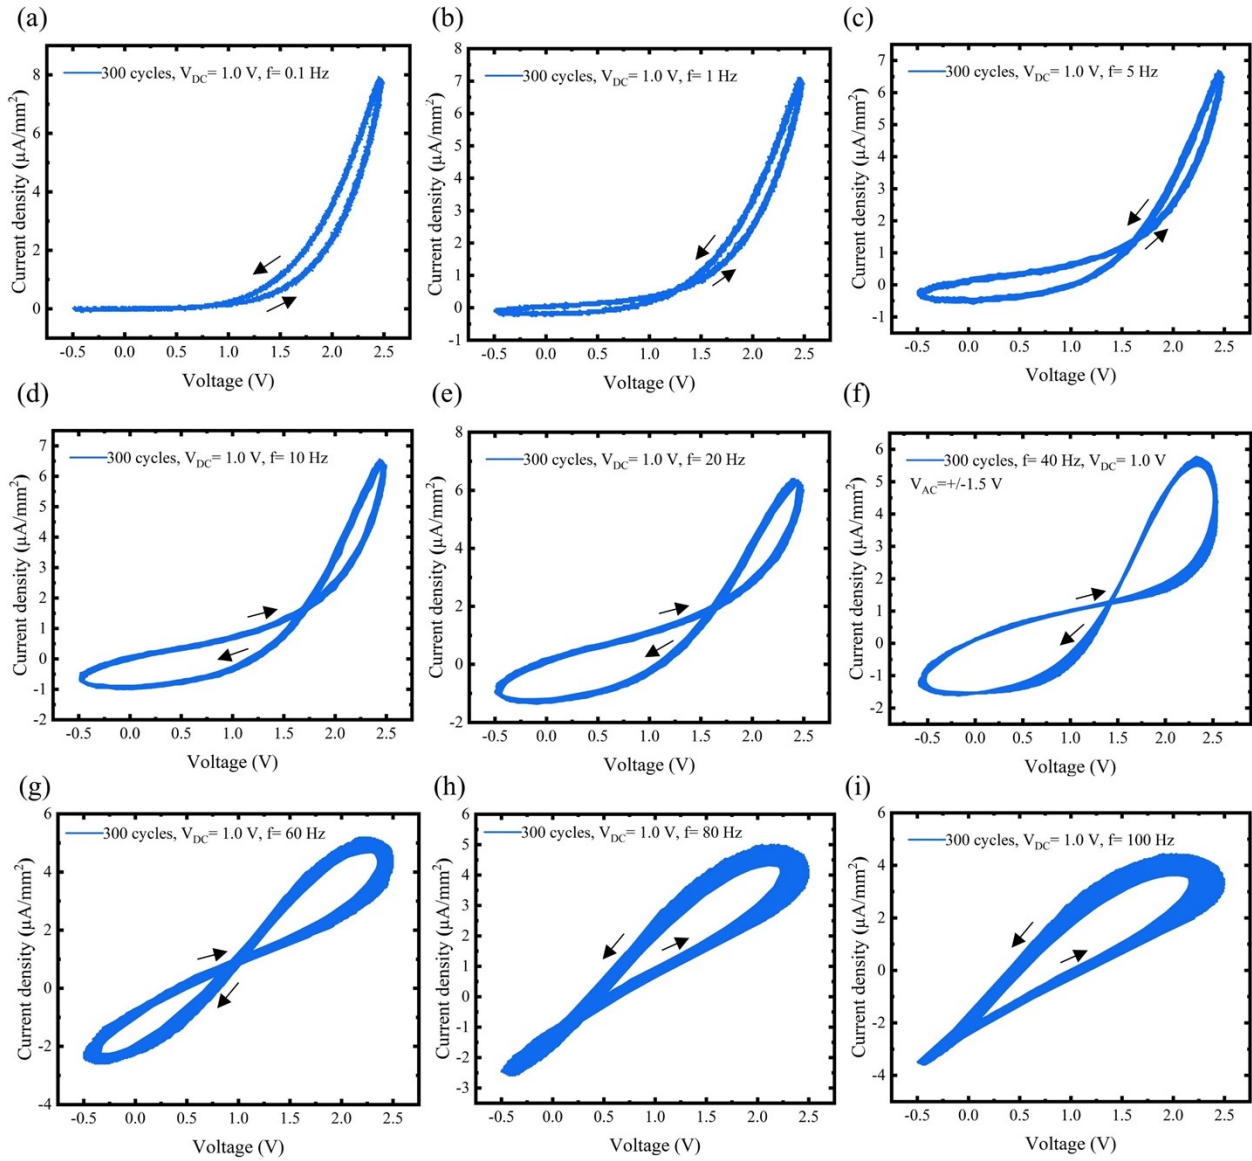 (a)
300 cycles, VDC= 1.0 V, f= 0.1 Hz
Current density (µA/mm²)
8
6
4
2
0
-0.5 0.0 0.5 1.0 1.5 2.0 2.5
Voltage (V)
(b)
300 cycles, VDC= 1.0 V, f= 1 Hz
Current density (µA/mm²)
8
7
6
5
4
3
2
1
0
-1
-0.5 0.0 0.5 1.0 1.5 2.0 2.5
Voltage (V)
(c)
300 cycles, VDC= 1.0 V, f= 5 Hz
Current density (µA/mm²)
7
6
5
4
3
2
1
0
-1
-0.5 0.0 0.5 1.0 1.5 2.0 2.5
Voltage (V)
(d)
300 cycles, VDC= 1.0 V, f= 10 Hz
Current density (µA/mm²)
7
6
5
4
3
2
1
0
-1
-2
-0.5 0.0 0.5 1.0 1.5 2.0 2.5
Voltage (V)
(e)
300 cycles, VDC= 1.0 V, f= 20 Hz
Current density (µA/mm²)
8
6
4
2
0
-2
-0.5 0.0 0.5 1.0 1.5 2.0 2.5
Voltage (V)
(f)
300 cycles, f= 40 Hz, VDC= 1.0 V
VAC=+/-1.5 V
Current density (µA/mm²)
6
5
4
3
2
1
0
-1
-2
-0.5 0.0 0.5 1.0 1.5 2.0 2.5
Voltage (V)
(g)
300 cycles, VDC= 1.0 V, f= 60 Hz
Current density (µA/mm²)
6
4
2
0
-2
-4
-0.5 0.0 0.5 1.0 1.5 2.0 2.5
Voltage (V)
(h)
300 cycles, VDC= 1.0 V, f= 80 Hz
Current density (µA/mm²)
6
5
4
3
2
1
0
-1
-2
-3
-0.5 0.0 0.5 1.0 1.5 2.0 2.5
Voltage (V)
(i)
300 cycles, VDC= 1.0 V, f= 100 Hz
Current density (µA/mm²)
6
4
2
0
-2
-4
-0.5 0.0 0.5 1.0 1.5 2.0 2.5
Voltage (V)